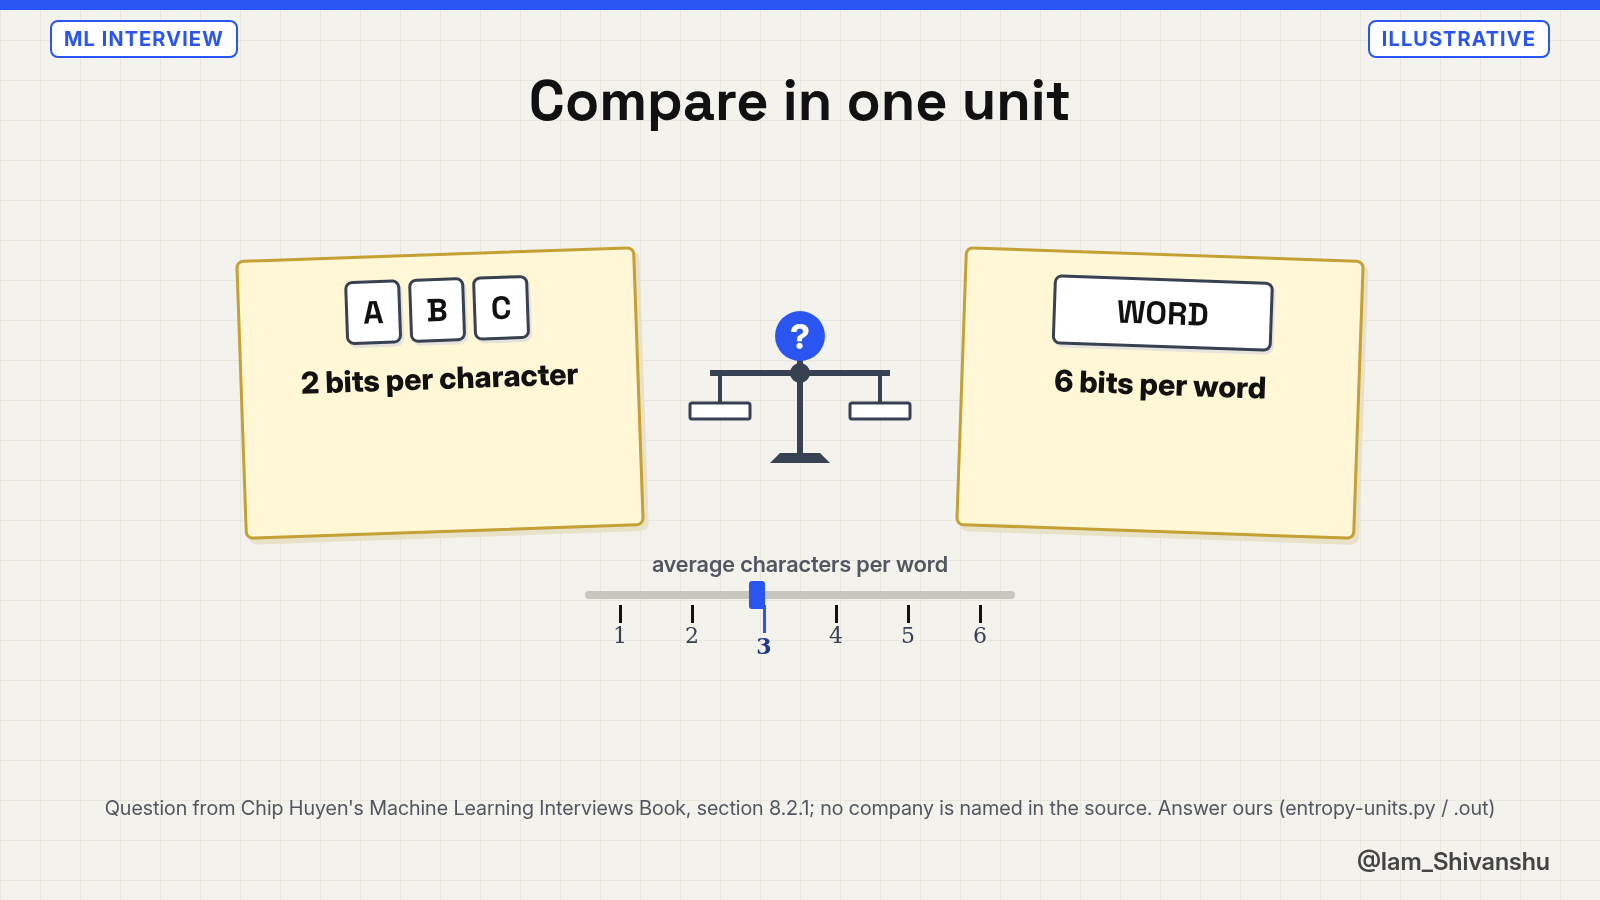 ML INTERVIEW
ILLUSTRATIVE
Compare in one unit
A B C
2 bits per character
?
WORD
6 bits per word
average characters per word
1 2 3 4 5 6
Question from Chip Huyen's Machine Learning Interviews Book, section 8.2.1; no company is named in the source. Answer ours (entropy-units.py / .out)
@Iam_Shivanshu